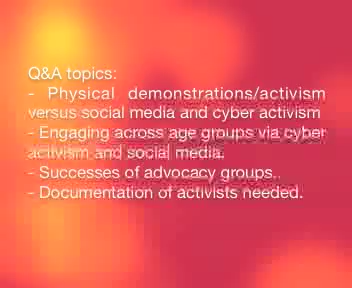 Q&A topics:
- Physical demonstrations/activism
versus social media and cyber activism
- Engaging across age groups via cyber
activism and social media.
- Successes of advocacy groups..
- Documentation of activists needed.